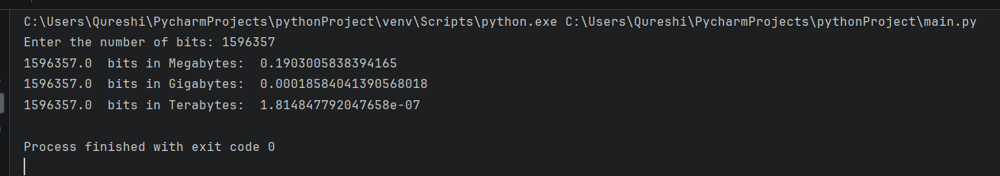 C:\Users\Qureshi\PycharmProjects\pythonProject\venv\Scripts\python.exe C:\Users\Qureshi\PycharmProjects\pythonProject\main.py
Enter the number of bits: 1596357
1596357.0  bits in Megabytes:  0.1903005838394165
1596357.0  bits in Gigabytes:  0.00018584041390568018
1596357.0  bits in Terabytes:  1.814847792047658e-07
Process finished with exit code 0